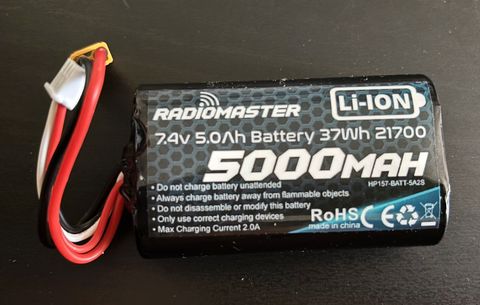 RADIOMASTER
Li-ION
7.4v 5.0Ah Battery 37Wh 21700
5000MAH
HP157-BATT-5A2S
• Do not charge battery unattended
• Always charge battery away from flammable objects
• Do not disassemble or modify this battery
• Only use correct charging devices
• Max Charging Current 2.0A
RoHS CE
made in china